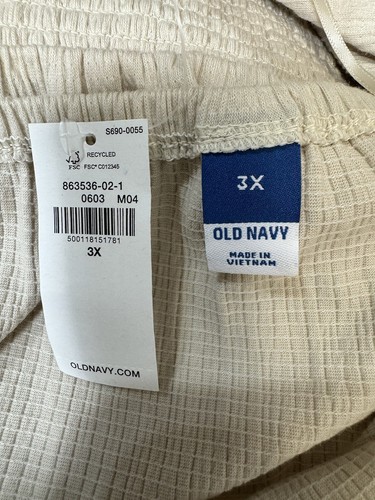 S690-0055
FSC
RECYCLED
FSC® C012345
863536-02-1
0603 M04
500118151781
3X
OLDNAVY.COM
3X
OLD NAVY
MADE IN
VIETNAM